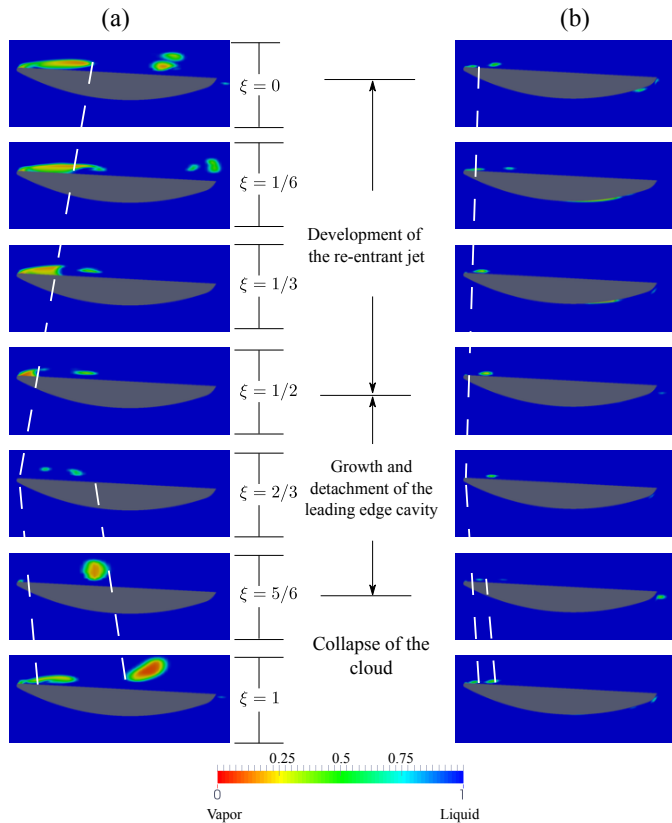 (a)
(b)
ξ = 0
ξ = 1/6
Development of
the re-entrant jet
ξ = 1/3
ξ = 1/2
Growth and
detachment of the
leading edge cavity
ξ = 2/3
ξ = 5/6
Collapse of the
cloud
ξ = 1
0.25 0.5 0.75
0 1
Vapor Liquid